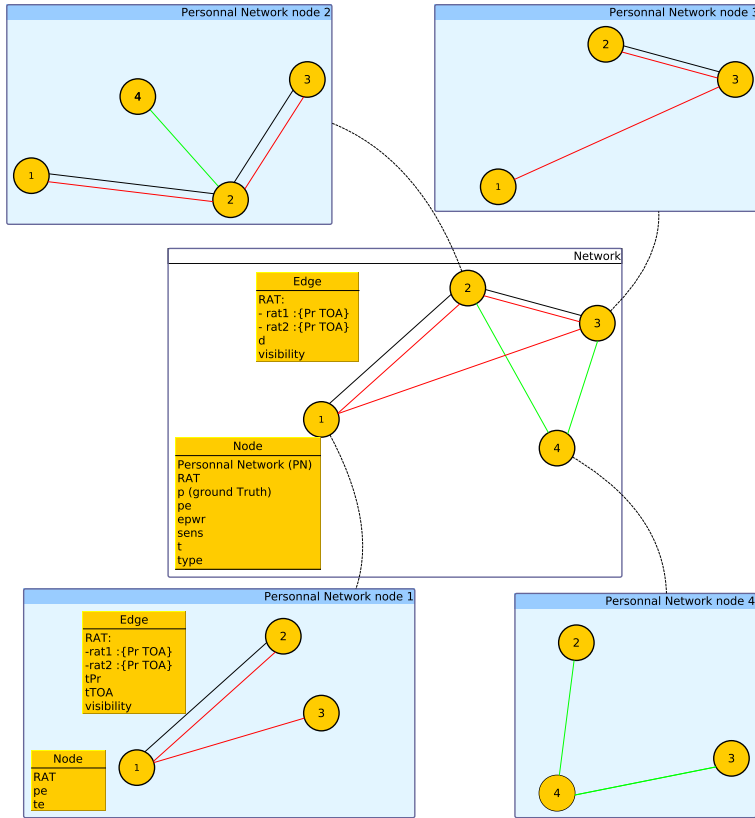 Personnal Network node 2
4
3
1
2
Personnal Network node 3
2
3
1
Network
Edge
RAT:
- rat1 :{Pr TOA}
- rat2 :{Pr TOA}
d
visibility
2
3
1
4
Node
Personnal Network (PN)
RAT
p (ground Truth)
pe
epwr
sens
t
type
Personnal Network node 1
Edge
RAT:
-rat1 :{Pr TOA}
-rat2 :{Pr TOA}
tPr
tTOA
visibility
2
3
1
Node
RAT
pe
te
Personnal Network node 4
2
3
4